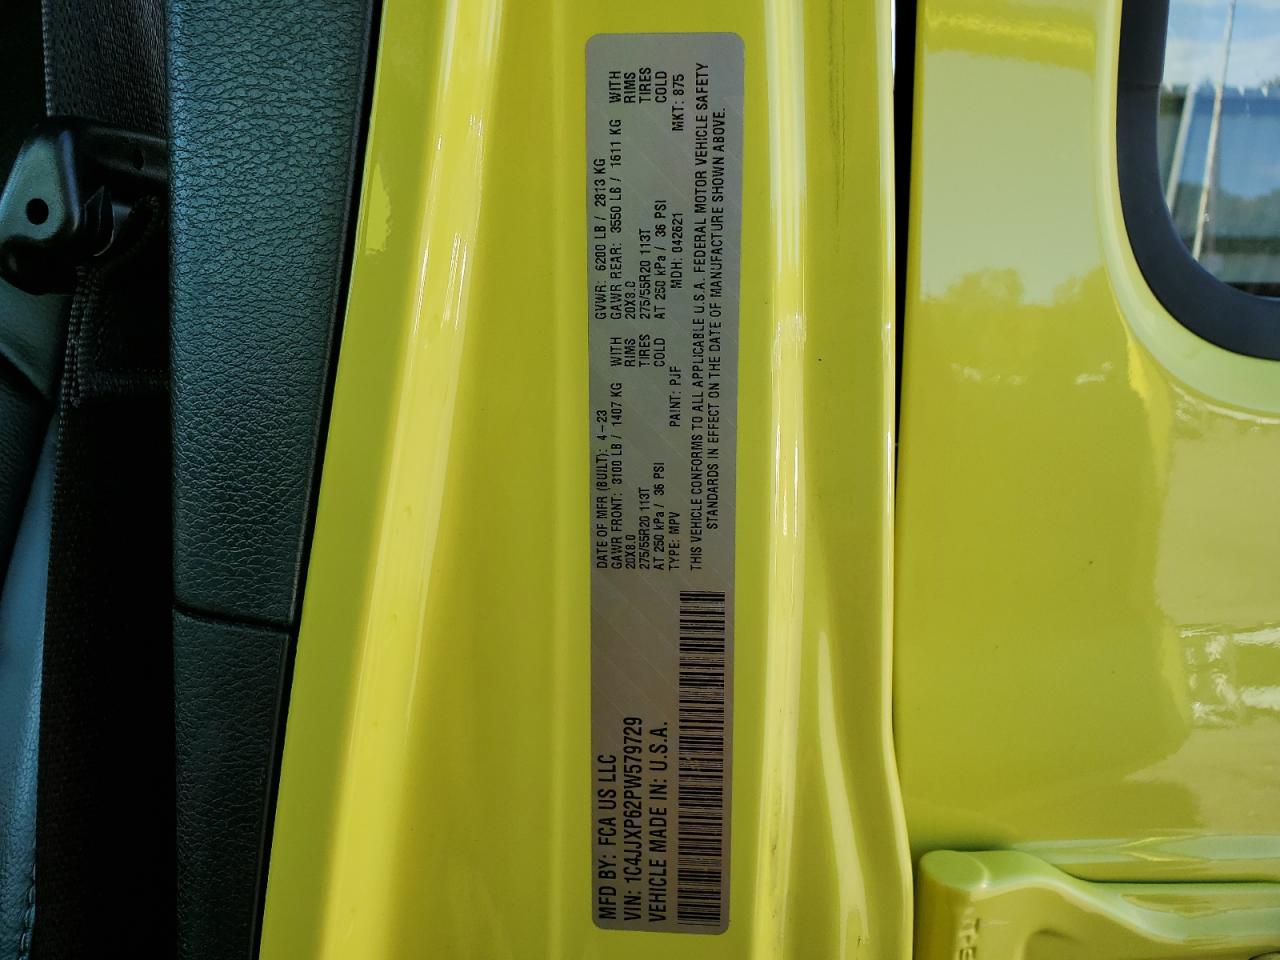 MFD BY: FCA US LLC
VIN: 1C4JJXP62PW579729
VEHICLE MADE IN: U.S.A.
DATE OF MFR (BUILT): 4-23 GVWR: 6200 LB / 2813 KG
GAWR FRONT: 3100 LB / 1407 KG WITH GAWR REAR: 3550 LB / 1611 KG WITH
20X8.0 RIMS 20X8.0 RIMS
275/55R20 113T TIRES 275/55R20 113T TIRES
AT 250 kPa / 36 PSI COLD AT 250 kPa / 36 PSI COLD
TYPE: MPV PAINT: PJF MDH: 042621 MKT: 875
THIS VEHICLE CONFORMS TO ALL APPLICABLE U.S.A. FEDERAL MOTOR VEHICLE SAFETY
STANDARDS IN EFFECT ON THE DATE OF MANUFACTURE SHOWN ABOVE.